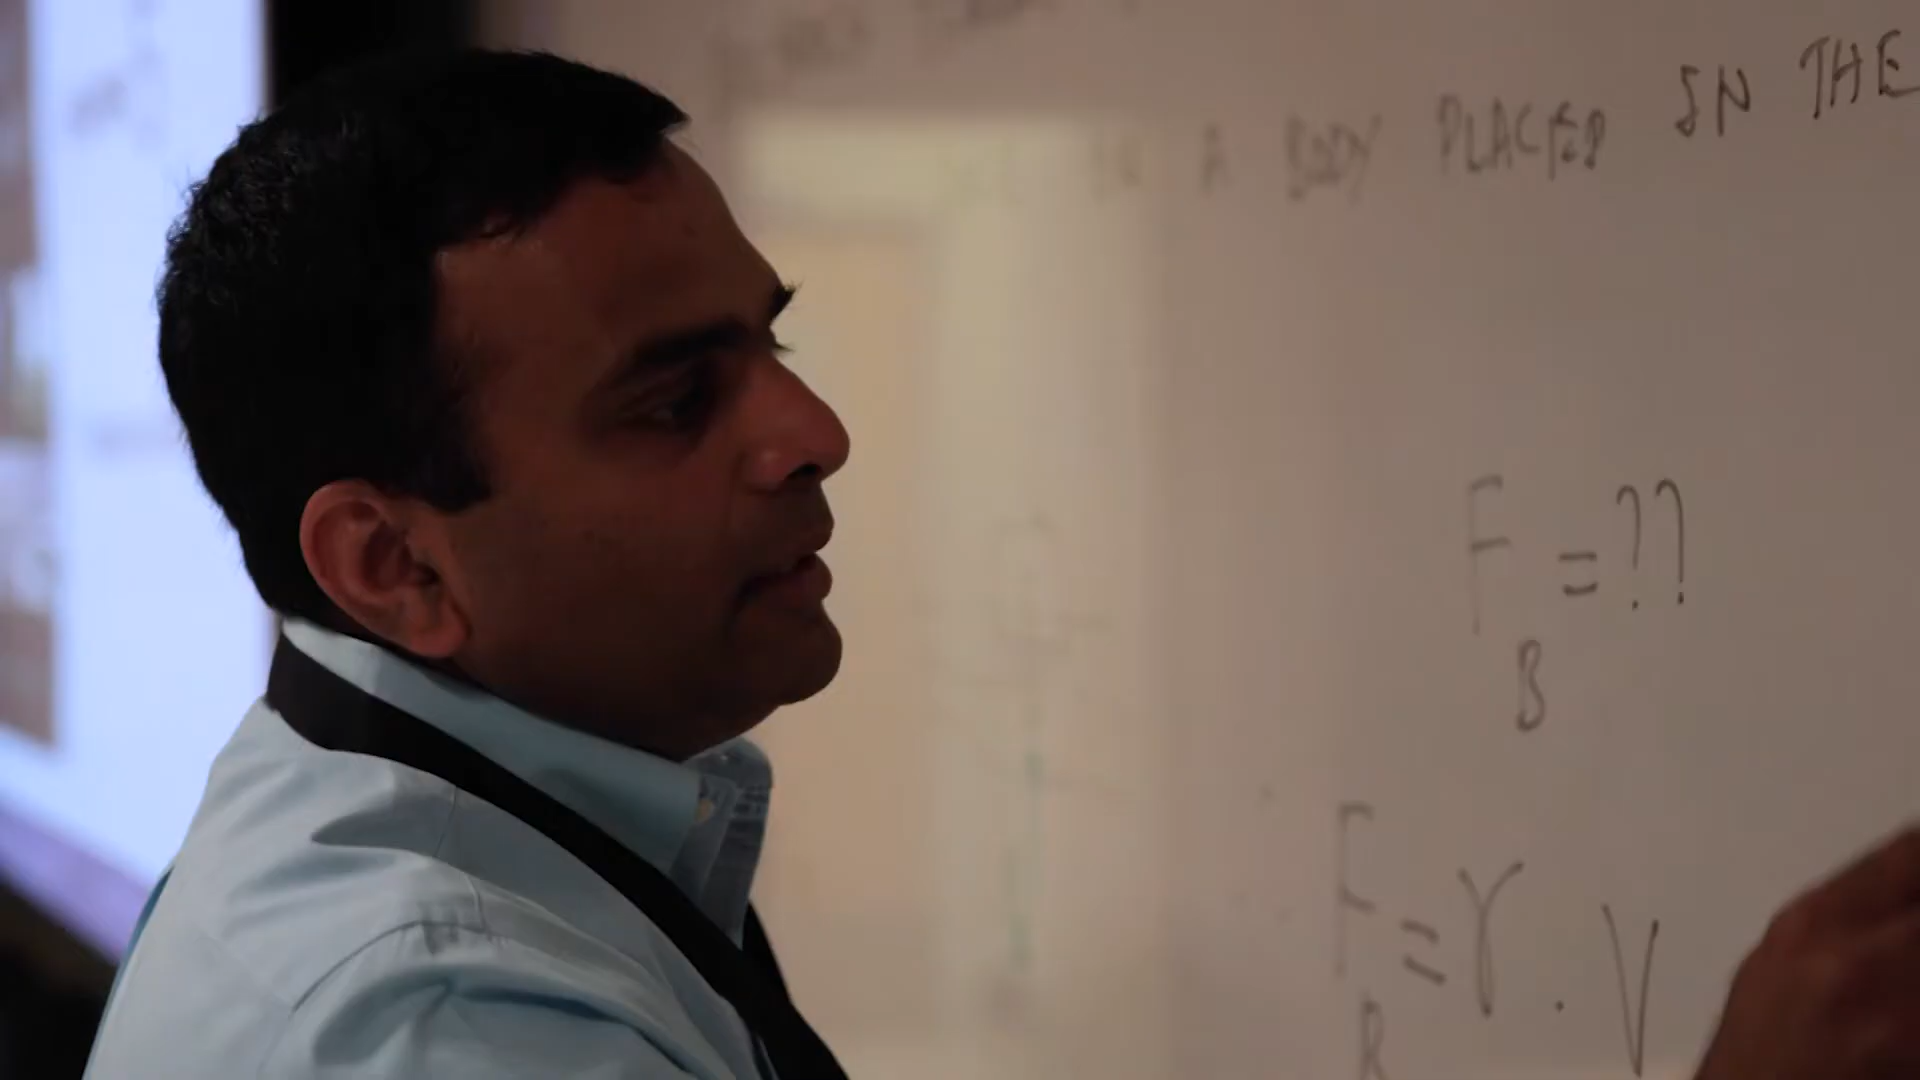 A BODY PLACED IN THE
F = ??
B
F = γ . V
R